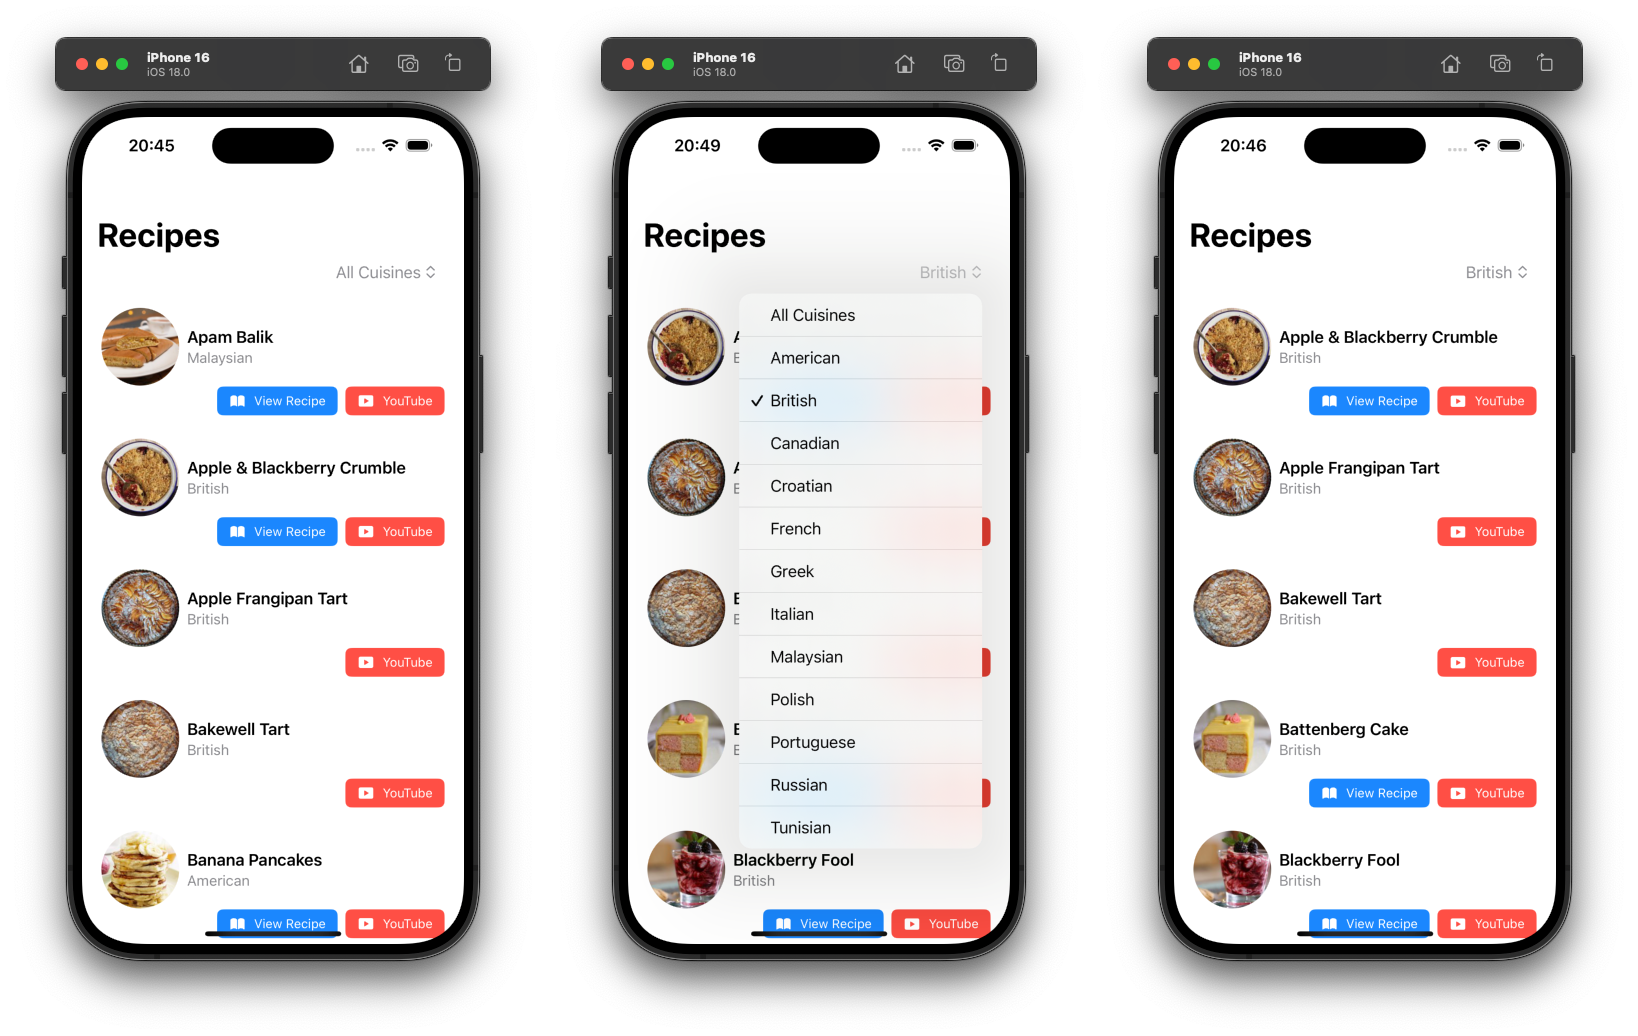 iPhone 16
iOS 18.0
20:45
Recipes
All Cuisines
Apam Balik
Malaysian
View Recipe
YouTube
Apple & Blackberry Crumble
British
View Recipe
YouTube
Apple Frangipan Tart
British
YouTube
Bakewell Tart
British
YouTube
Banana Pancakes
American
View Recipe
YouTube
iPhone 16
iOS 18.0
20:49
Recipes
British
All Cuisines
American
British
Canadian
Croatian
French
Greek
Italian
Malaysian
Polish
Portuguese
Russian
Tunisian
Blackberry Fool
British
View Recipe
YouTube
iPhone 16
iOS 18.0
20:46
Recipes
British
Apple & Blackberry Crumble
British
View Recipe
YouTube
Apple Frangipan Tart
British
YouTube
Bakewell Tart
British
YouTube
Battenberg Cake
British
View Recipe
YouTube
Blackberry Fool
British
View Recipe
YouTube